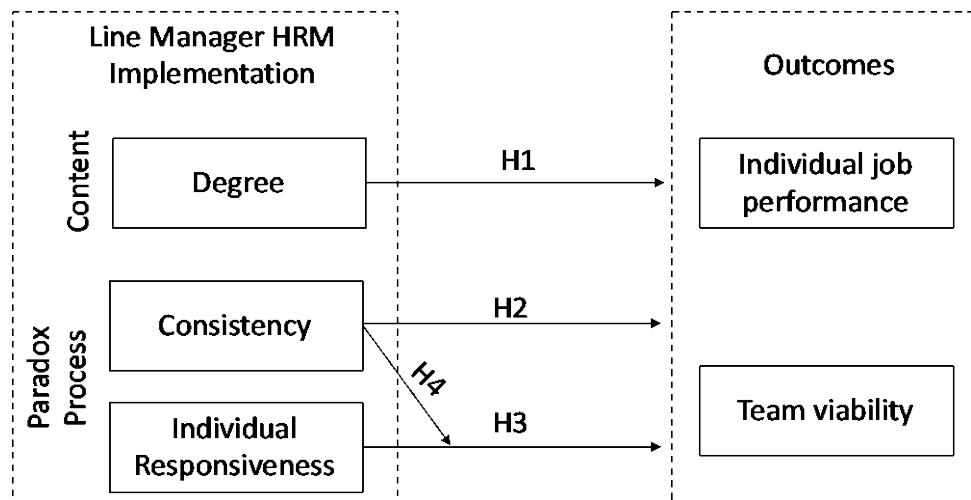 Line Manager HRM
Implementation
Outcomes
Content
Degree
H1
Individual job
performance
Paradox
Process
Consistency
H2
H4
Individual
Responsiveness
H3
Team viability